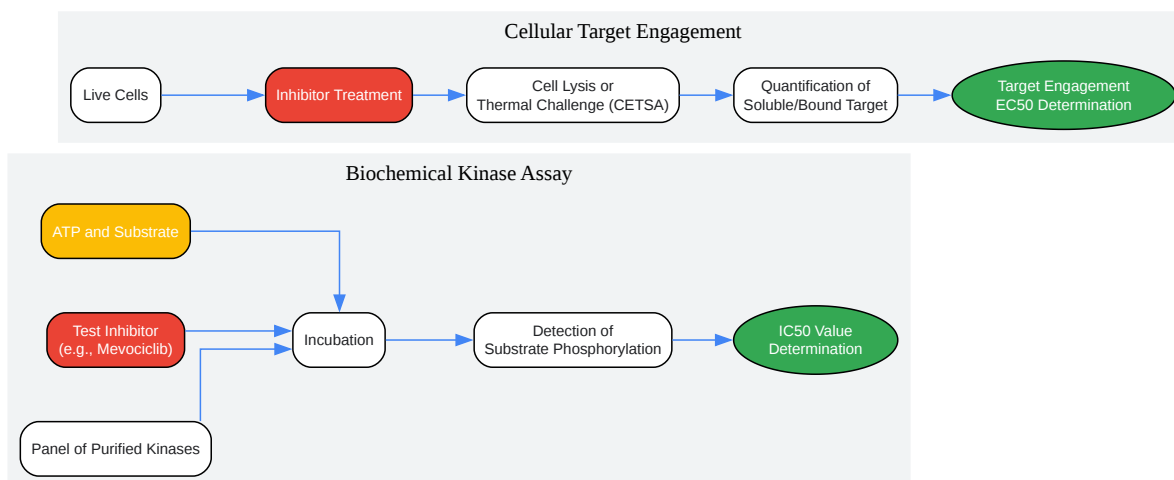 Cellular Target Engagement
Live Cells
Inhibitor Treatment
Cell Lysis or
Thermal Challenge (CETSA)
Quantification of
Soluble/Bound Target
Target Engagement
EC50 Determination
Biochemical Kinase Assay
ATP and Substrate
Test Inhibitor
(e.g., Mevociclib)
Panel of Purified Kinases
Incubation
Detection of
Substrate Phosphorylation
IC50 Value
Determination